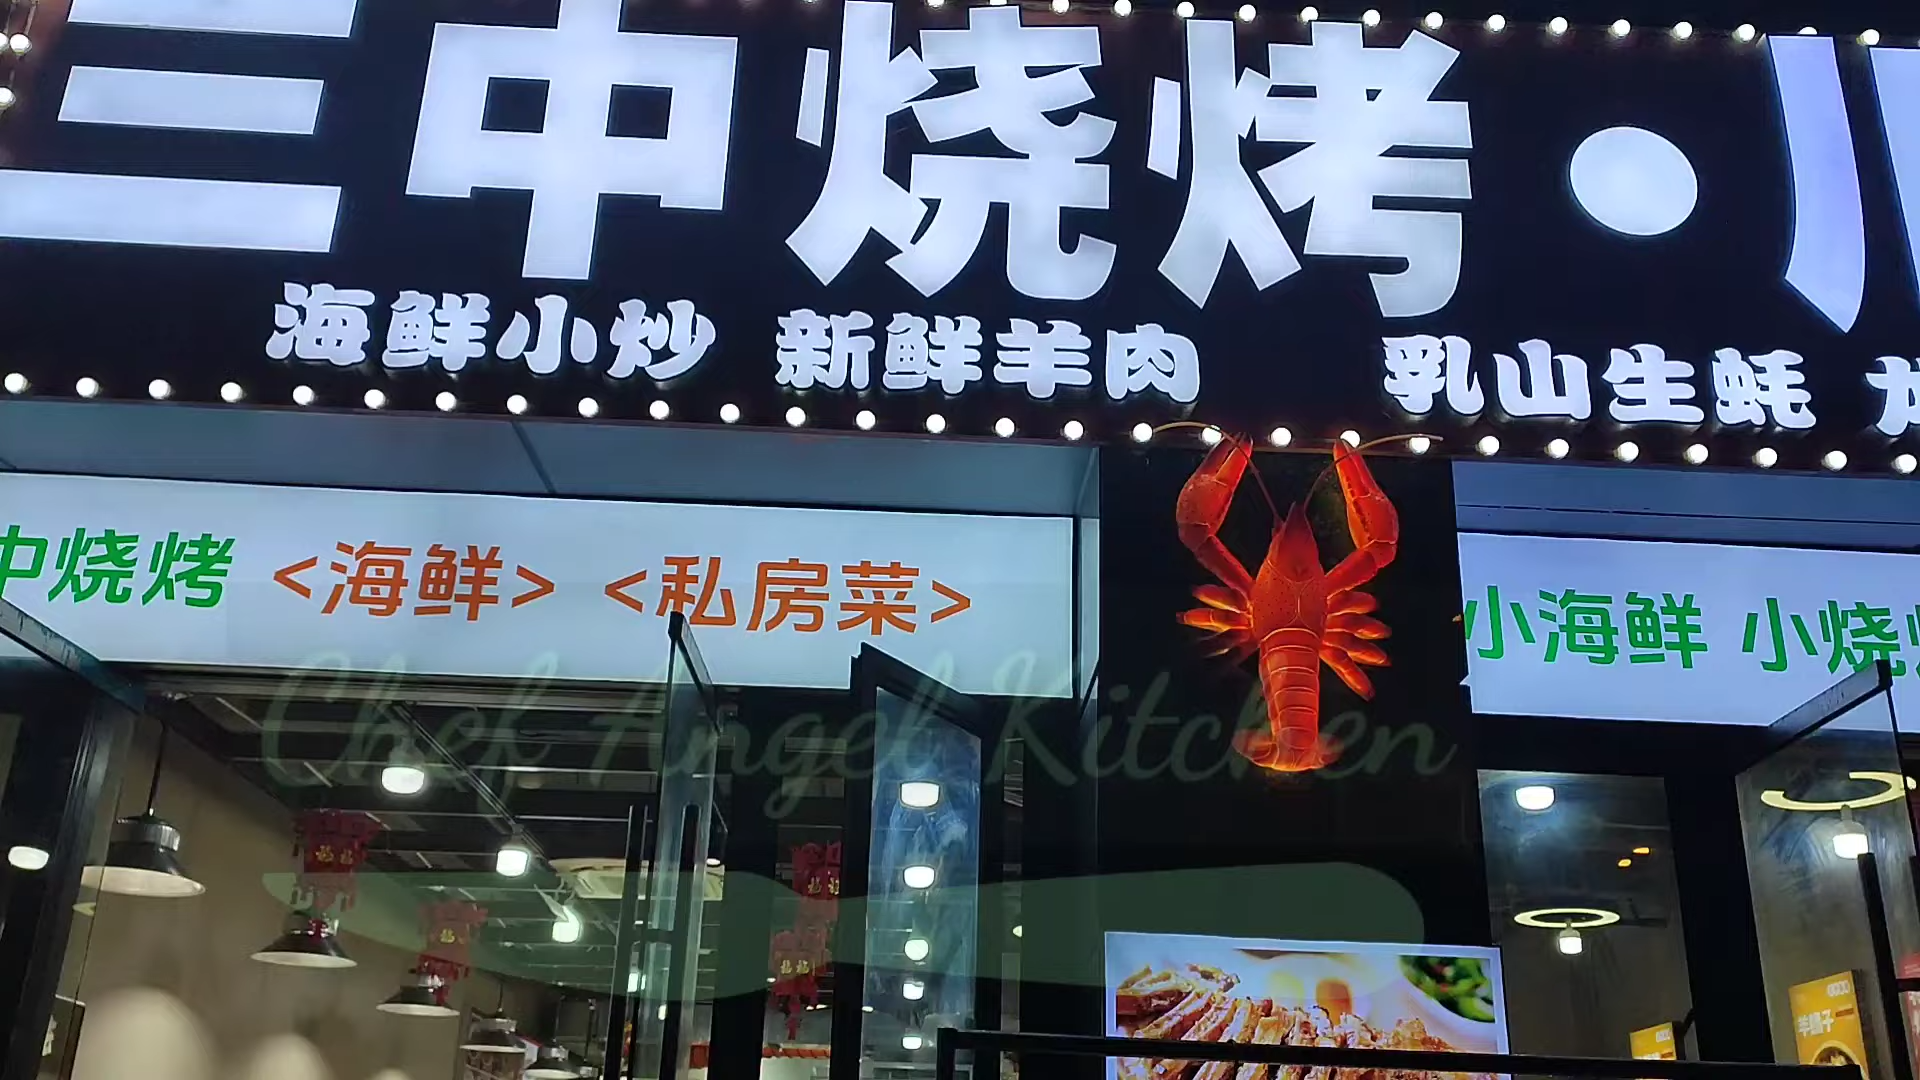 三中烧烤·
海鲜小炒 新鲜羊肉 乳山生蚝
中烧烤 <海鲜> <私房菜>
小海鲜 小烧
Chef Angel Kitchen